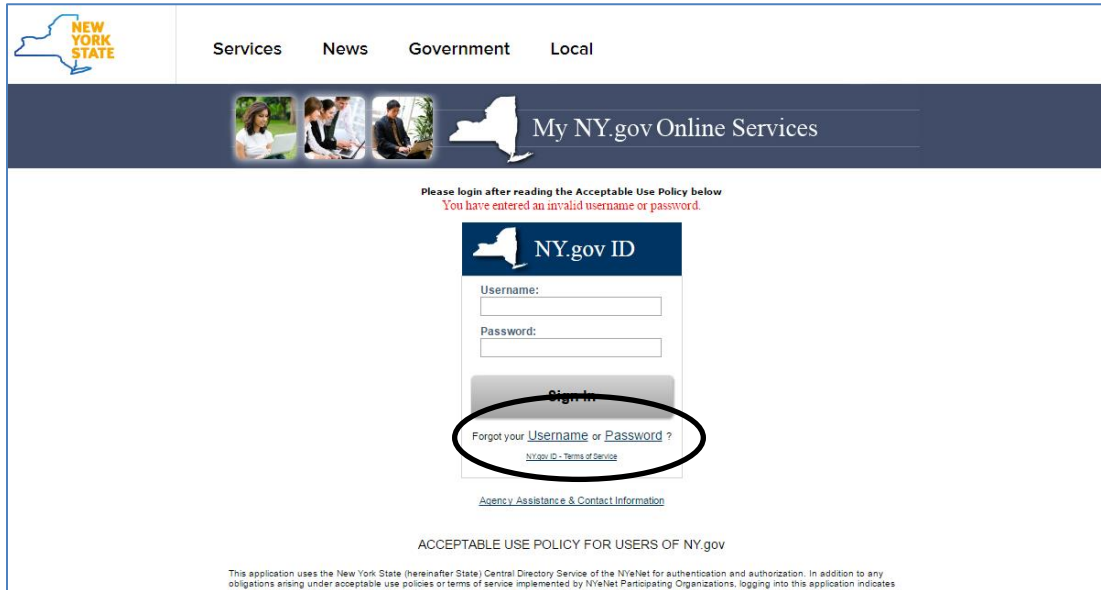 NEW
YORK
STATE
Services News Government Local
My NY.gov Online Services
Please login after reading the Acceptable Use Policy below
You have entered an invalid username or password.
NY.gov ID
Username:
Password:
Sign In
Forgot your Username or Password ?
NY.gov ID - Terms of Service
Agency Assistance & Contact Information
ACCEPTABLE USE POLICY FOR USERS OF NY.gov
This application uses the New York State (hereinafter State) Central Directory Service of the NYeNet for authentication and authorization. In addition to any
obligations arising under acceptable use policies or terms of service implemented by NYeNet Participating Organizations, logging into this application indicates